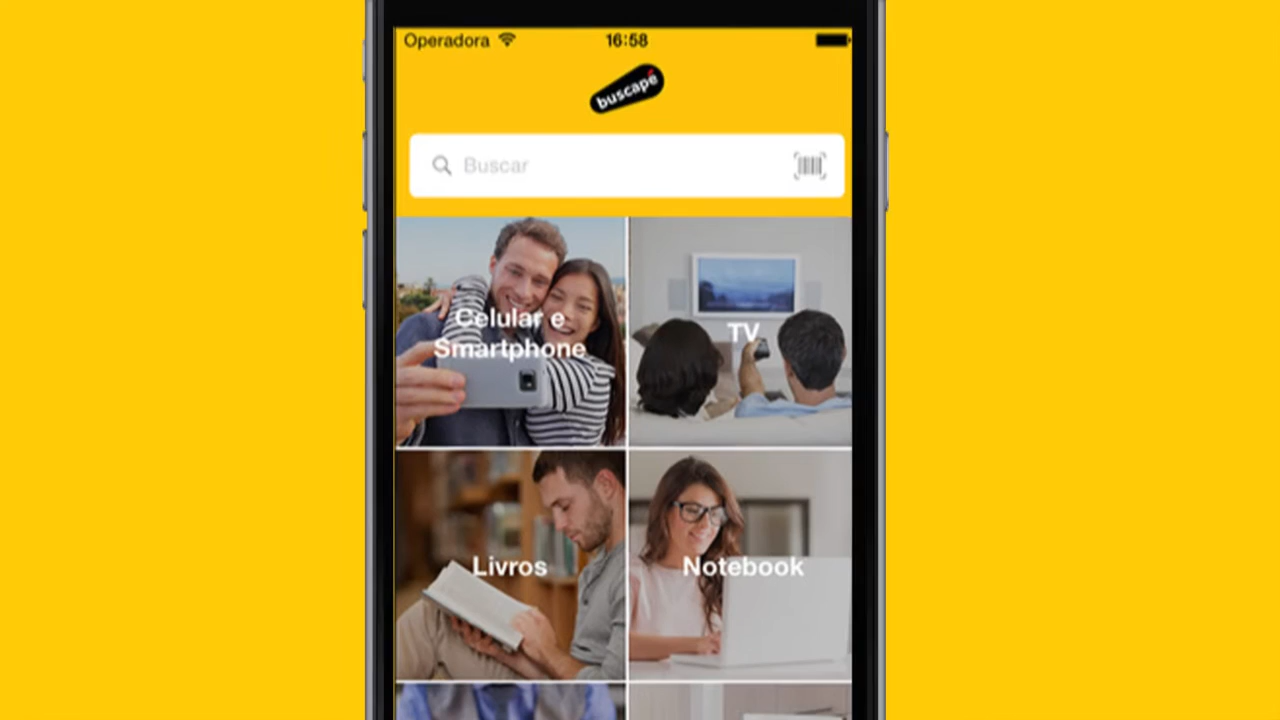 Operadora
16:58
buscapé
Buscar
Celular e
Smartphone
TV
Livros
Notebook